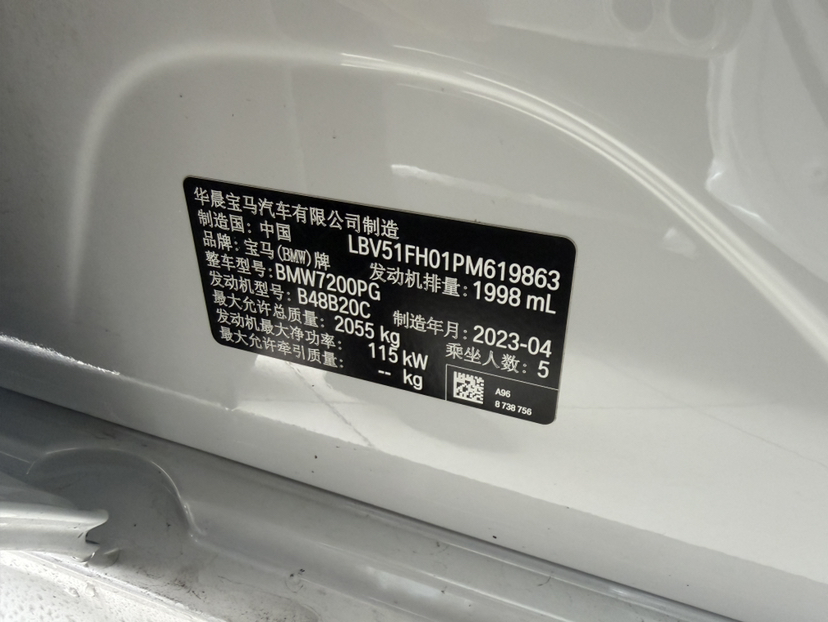 华晨宝马汽车有限公司制造
制造国: 中国 LBV51FH01PM619863
品牌: 宝马(BMW)牌 发动机排量: 1998 mL
整车型号: BMW7200PG
发动机型号: B48B20C 制造年月: 2023-04
最大允许总质量: 2055 kg 乘坐人数: 5
发动机最大净功率: 115 kW
最大允许牵引质量: -- kg
A96
8 738 756